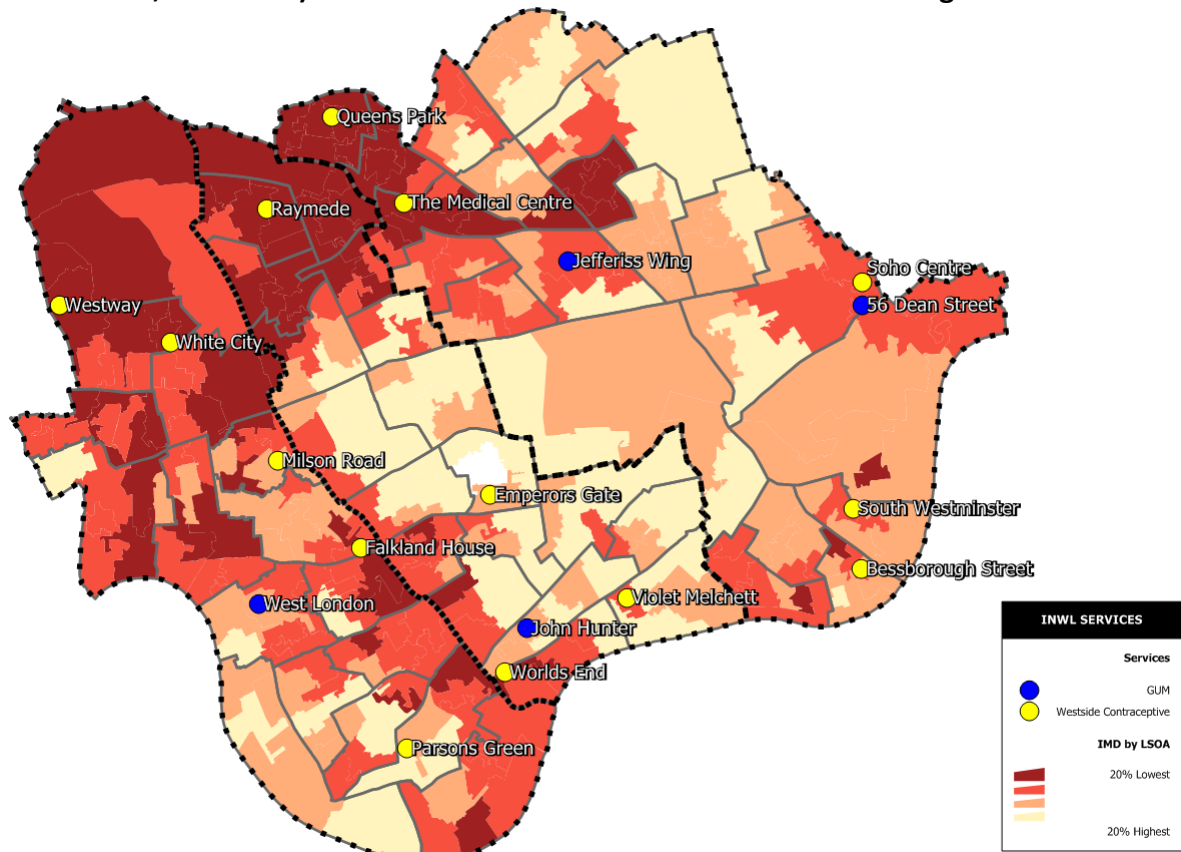 Queens Park
The Medical Centre
Raymede
Jefferiss Wing
Soho Centre
56 Dean Street
Westway
White City
Milson Road
Emperors Gate
South Westminster
Falkland House
Bessborough Street
West London
Violet Melchett
John Hunter
Worlds End
Parsons Green
INWL SERVICES
Services
GUM
Westside Contraceptive
IMD by LSOA
20% Lowest
20% Highest